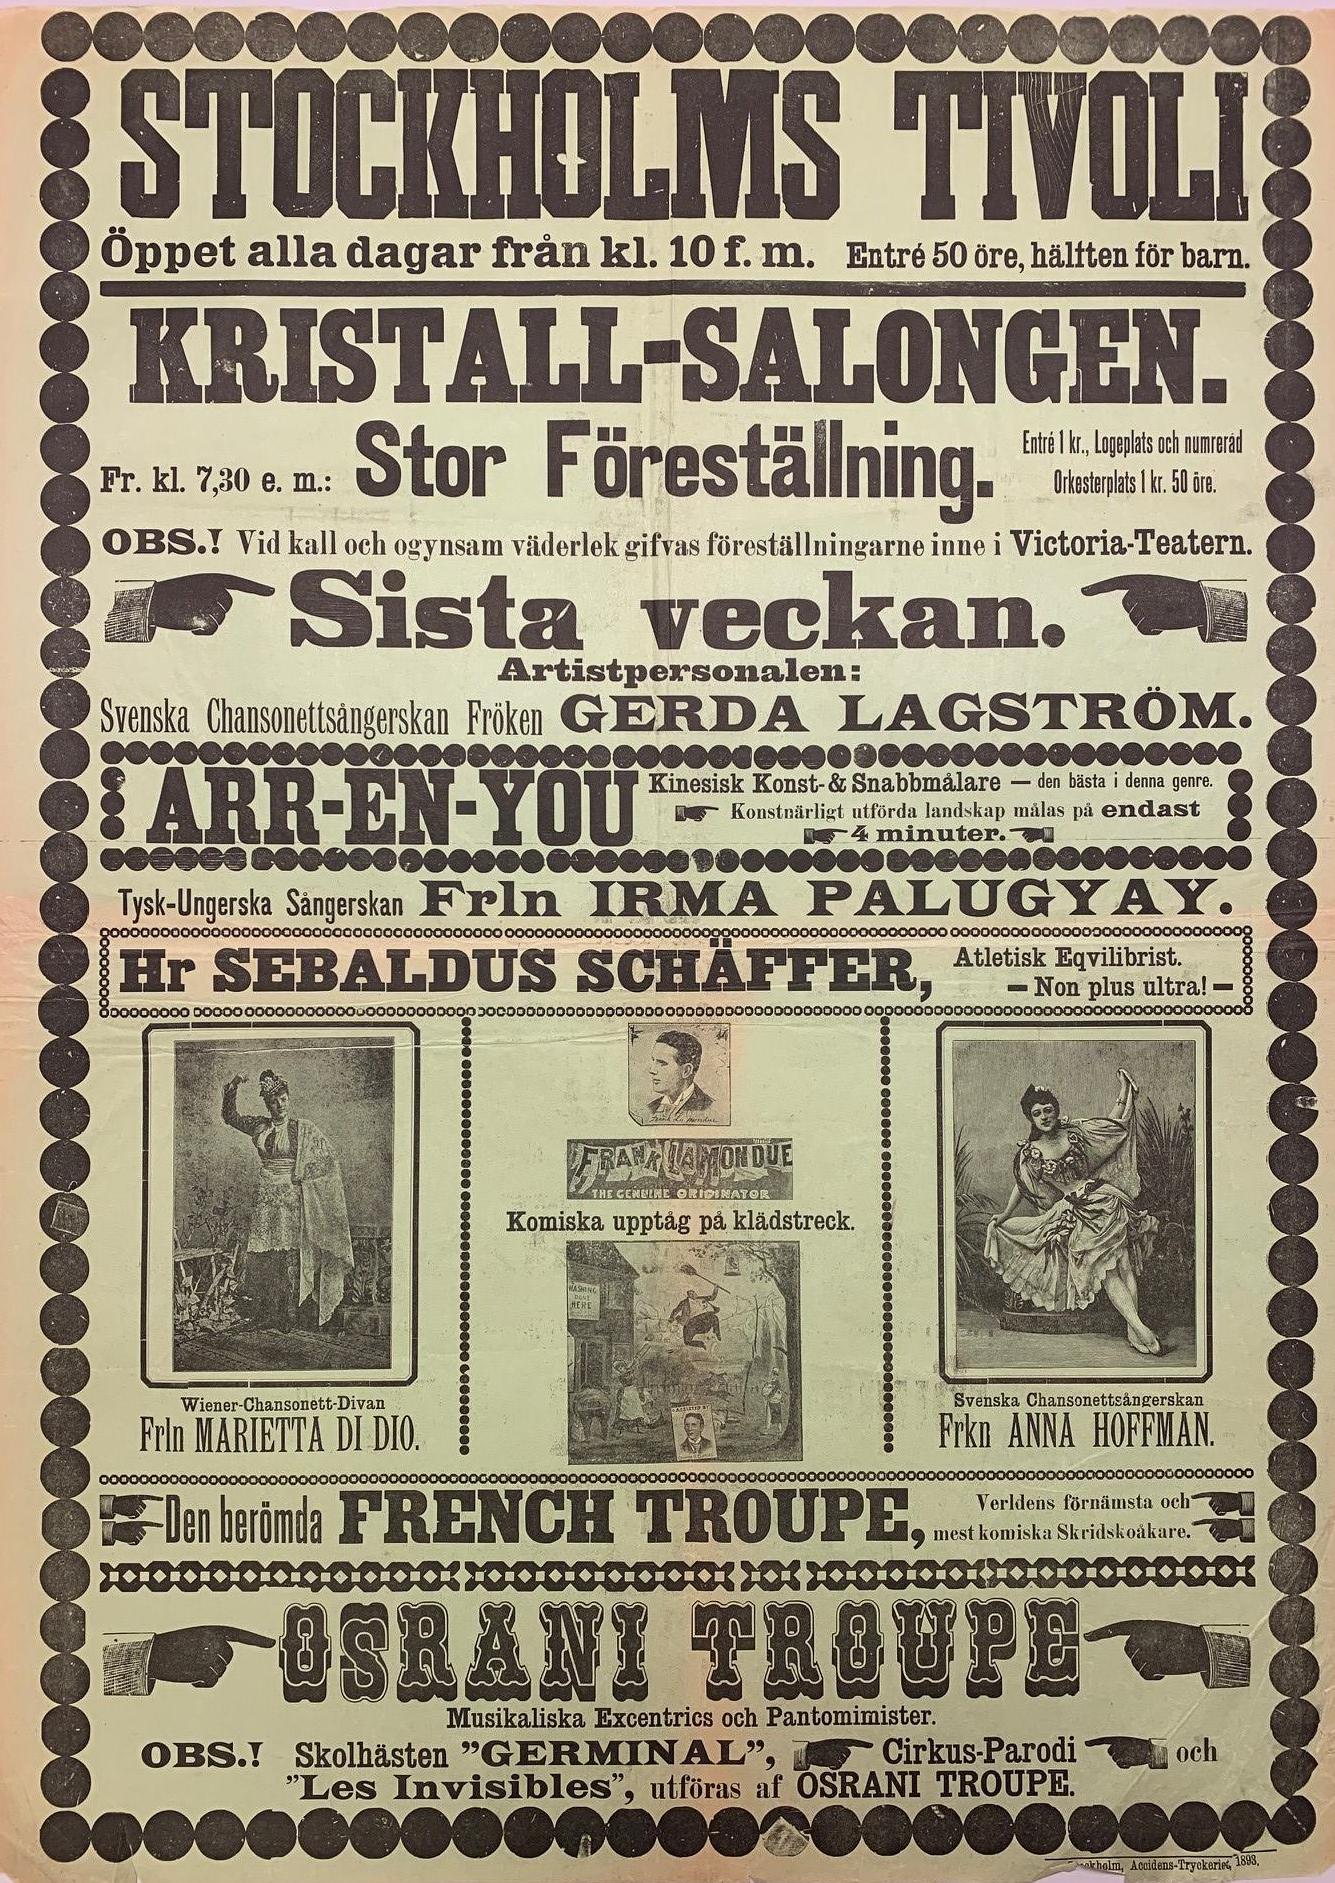 STOCKHOLMS TIVOLI
Öppet alla dagar från kl. 10 f. m. Entré 50 öre, hälften för barn.
KRISTALL-SALONGEN.
Fr. kl. 7,30 e. m.: Stor Föreställning. Entré 1 kr., Logeplats och numreråd
Orkesterplats 1 kr. 50 öre.
OBS.! Vid kall och ogynsam väderlek gifvas föreställningarne inne i Victoria-Teatern.
Sista veckan.
Artistpersonalen:
Svenska Chansonettsångerskan Fröken GERDA LAGSTRÖM.
ARR-EN-YOU Kinesisk Konst- & Snabbmålare — den bästa i denna genre.
Konstnärligt utförda landskap målas på endast
4 minuter.
Tysk-Ungerska Sångerskan Frln IRMA PALUGYAY.
Hr SEBALDUS SCHÄFFER, Atletisk Eqvilibrist.
— Non plus ultra! —
FRANK LAMONDUE
THE GENUINE ORIGINATOR
Komiska upptåg på klädstreck.
WASHING
DONE
HERE
ASSISTED BY
Wiener-Chansonett-Divan
Frln MARIETTA DI DIO.
Svenska Chansonettsångerskan
Frkn ANNA HOFFMAN.
Den berömda FRENCH TROUPE, Verldens förnämsta och
mest komiska Skridskoåkare.
OSRANI TROUPE
Musikaliska Excentrics och Pantomimister.
OBS.! Skolhästen "GERMINAL", Cirkus-Parodi och
"Les Invisibles", utföras af OSRANI TROUPE.
Accidens-Tryckeriet, 1893.